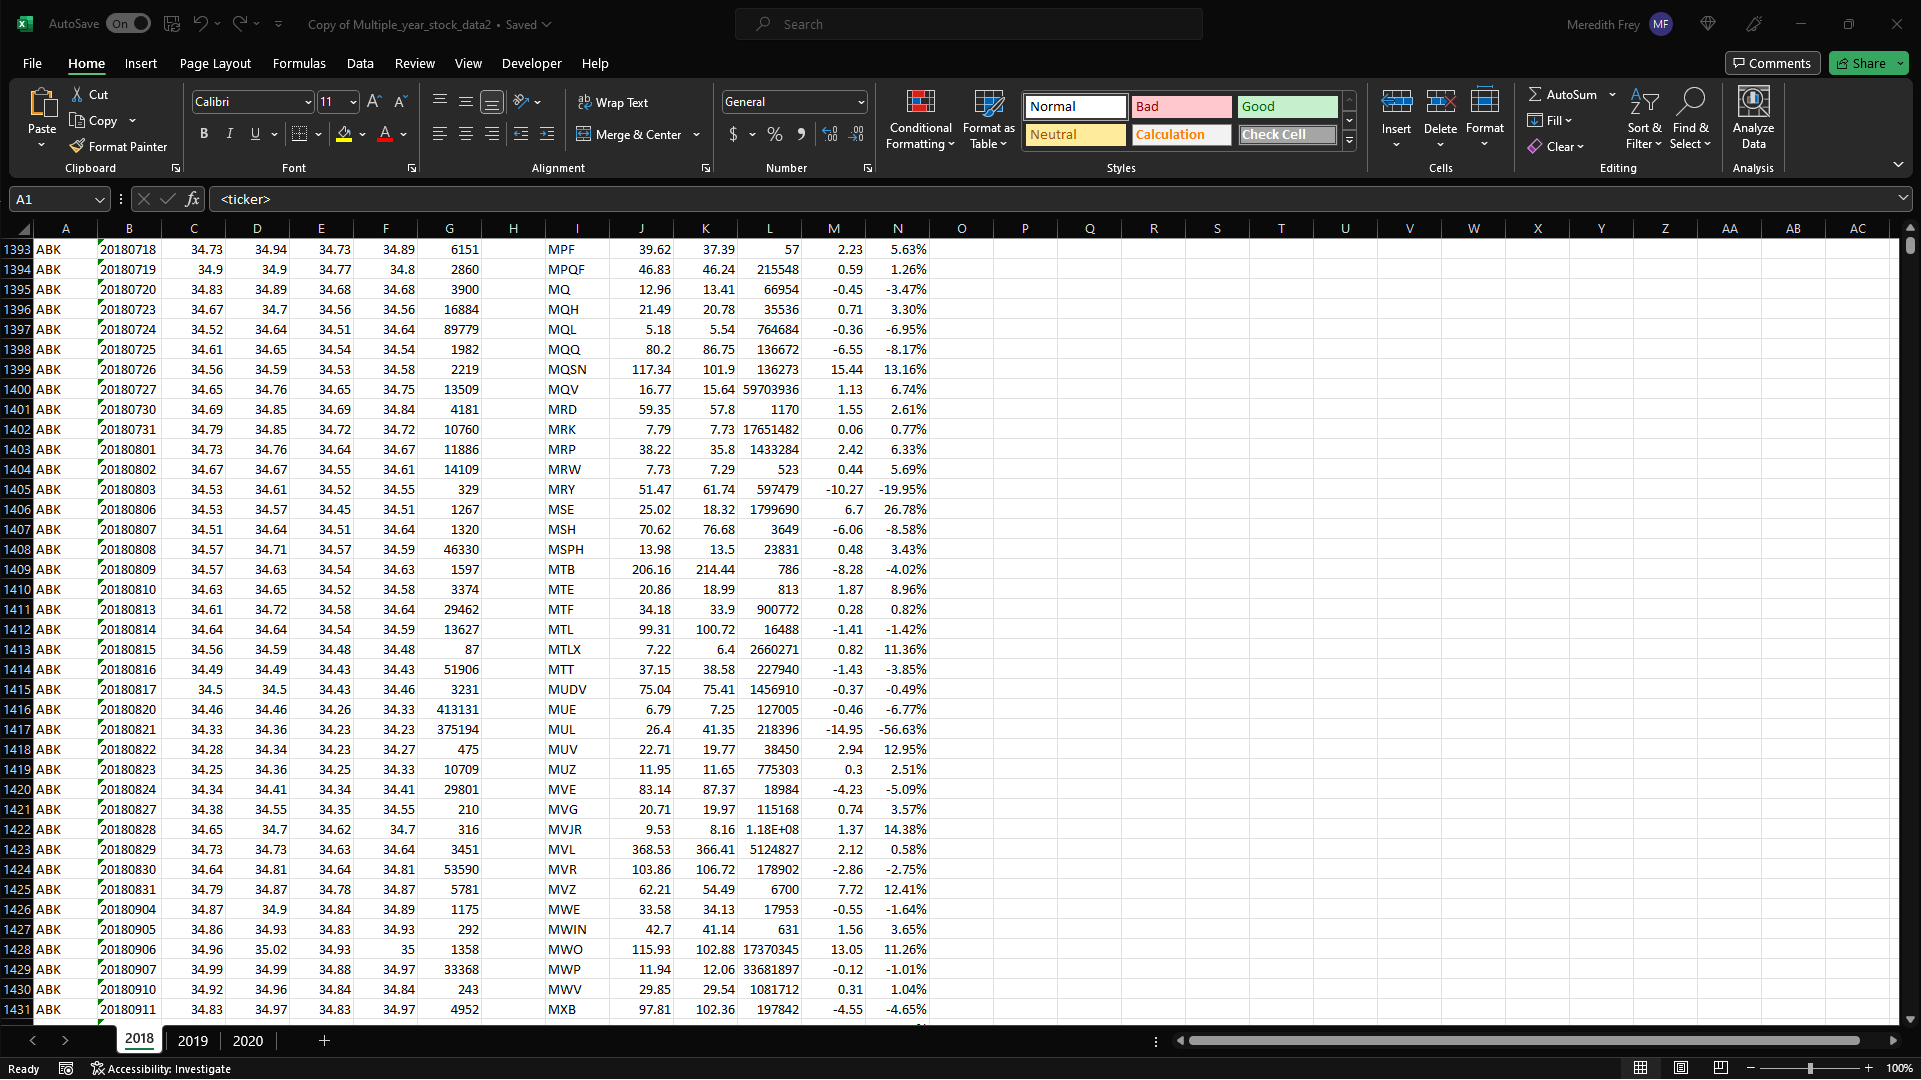 AutoSave On Copy of Multiple_year_stock_data2 • Saved Search Meredith Frey MF
File Home Insert Page Layout Formulas Data Review View Developer Help Comments Share
Paste Cut Copy Format Painter Clipboard
Calibri 11 B I U A Font
Wrap Text Merge & Center Alignment
General $ % Number
Conditional Formatting Format as Table Normal Bad Good Neutral Calculation Check Cell Styles
Insert Delete Format Cells
AutoSum Fill Clear Sort & Filter Find & Select Editing
Analyze Data Analysis
A1 fx <ticker>
A B C D E F G H I J K L M N O P Q R S T U V W X Y Z AA AB AC
1393 ABK 20180718 34.73 34.94 34.73 34.89 6151 MPF 39.62 37.39 57 2.23 5.63%
1394 ABK 20180719 34.9 34.9 34.77 34.8 2860 MPQF 46.83 46.24 215548 0.59 1.26%
1395 ABK 20180720 34.83 34.89 34.68 34.68 3900 MQ 12.96 13.41 66954 -0.45 -3.47%
1396 ABK 20180723 34.67 34.7 34.56 34.56 16884 MQH 21.49 20.78 35536 0.71 3.30%
1397 ABK 20180724 34.52 34.64 34.51 34.64 89779 MQL 5.18 5.54 764684 -0.36 -6.95%
1398 ABK 20180725 34.61 34.65 34.54 34.54 1982 MQQ 80.2 86.75 136672 -6.55 -8.17%
1399 ABK 20180726 34.56 34.59 34.53 34.58 2219 MQSN 117.34 101.9 136273 15.44 13.16%
1400 ABK 20180727 34.65 34.76 34.65 34.75 13509 MQV 16.77 15.64 59703936 1.13 6.74%
1401 ABK 20180730 34.69 34.85 34.69 34.84 4181 MRD 59.35 57.8 1170 1.55 2.61%
1402 ABK 20180731 34.79 34.85 34.72 34.72 10760 MRK 7.79 7.73 17651482 0.06 0.77%
1403 ABK 20180801 34.73 34.76 34.64 34.67 11886 MRP 38.22 35.8 1433284 2.42 6.33%
1404 ABK 20180802 34.67 34.67 34.55 34.61 14109 MRW 7.73 7.29 523 0.44 5.69%
1405 ABK 20180803 34.53 34.61 34.52 34.55 329 MRY 51.47 61.74 597479 -10.27 -19.95%
1406 ABK 20180806 34.53 34.57 34.45 34.51 1267 MSE 25.02 18.32 1799690 6.7 26.78%
1407 ABK 20180807 34.51 34.64 34.51 34.64 1320 MSH 70.62 76.68 3649 -6.06 -8.58%
1408 ABK 20180808 34.57 34.71 34.57 34.59 46330 MSPH 13.98 13.5 23831 0.48 3.43%
1409 ABK 20180809 34.57 34.63 34.54 34.63 1597 MTB 206.16 214.44 786 -8.28 -4.02%
1410 ABK 20180810 34.63 34.65 34.52 34.58 3374 MTE 20.86 18.99 813 1.87 8.96%
1411 ABK 20180813 34.61 34.72 34.58 34.64 29462 MTF 34.18 33.9 900772 0.28 0.82%
1412 ABK 20180814 34.64 34.64 34.54 34.59 13627 MTL 99.31 100.72 16488 -1.41 -1.42%
1413 ABK 20180815 34.56 34.59 34.48 34.48 87 MTLX 7.22 6.4 2660271 0.82 11.36%
1414 ABK 20180816 34.49 34.49 34.43 34.43 51906 MTT 37.15 38.58 227940 -1.43 -3.85%
1415 ABK 20180817 34.5 34.5 34.43 34.46 3231 MUDV 75.04 75.41 1456910 -0.37 -0.49%
1416 ABK 20180820 34.46 34.46 34.26 34.33 413131 MUE 6.79 7.25 127005 -0.46 -6.77%
1417 ABK 20180821 34.33 34.36 34.23 34.23 375194 MUL 26.4 41.35 218396 -14.95 -56.63%
1418 ABK 20180822 34.28 34.34 34.23 34.27 475 MUV 22.71 19.77 38450 2.94 12.95%
1419 ABK 20180823 34.25 34.36 34.25 34.33 10709 MUZ 11.95 11.65 775303 0.3 2.51%
1420 ABK 20180824 34.34 34.41 34.34 34.41 29801 MVE 83.14 87.37 18984 -4.23 -5.09%
1421 ABK 20180827 34.38 34.55 34.35 34.55 210 MVG 20.71 19.97 115168 0.74 3.57%
1422 ABK 20180828 34.65 34.7 34.62 34.7 316 MVJR 9.53 8.16 1.18E+08 1.37 14.38%
1423 ABK 20180829 34.73 34.73 34.63 34.64 3451 MVL 368.53 366.41 5124827 2.12 0.58%
1424 ABK 20180830 34.64 34.81 34.64 34.81 53590 MVR 103.86 106.72 178902 -2.86 -2.75%
1425 ABK 20180831 34.79 34.87 34.78 34.87 5781 MVZ 62.21 54.49 6700 7.72 12.41%
1426 ABK 20180904 34.87 34.9 34.84 34.89 1175 MWE 33.58 34.13 17953 -0.55 -1.64%
1427 ABK 20180905 34.86 34.93 34.83 34.93 292 MWIN 42.7 41.14 631 1.56 3.65%
1428 ABK 20180906 34.96 35.02 34.93 35 1358 MWO 115.93 102.88 17370345 13.05 11.26%
1429 ABK 20180907 34.99 34.99 34.88 34.97 33368 MWP 11.94 12.06 33681897 -0.12 -1.01%
1430 ABK 20180910 34.92 34.96 34.84 34.84 243 MWV 29.85 29.54 1081712 0.31 1.04%
1431 ABK 20180911 34.83 34.97 34.83 34.97 4952 MXB 97.81 102.36 197842 -4.55 -4.65%
2018 2019 2020
Ready Accessibility: Investigate 100%